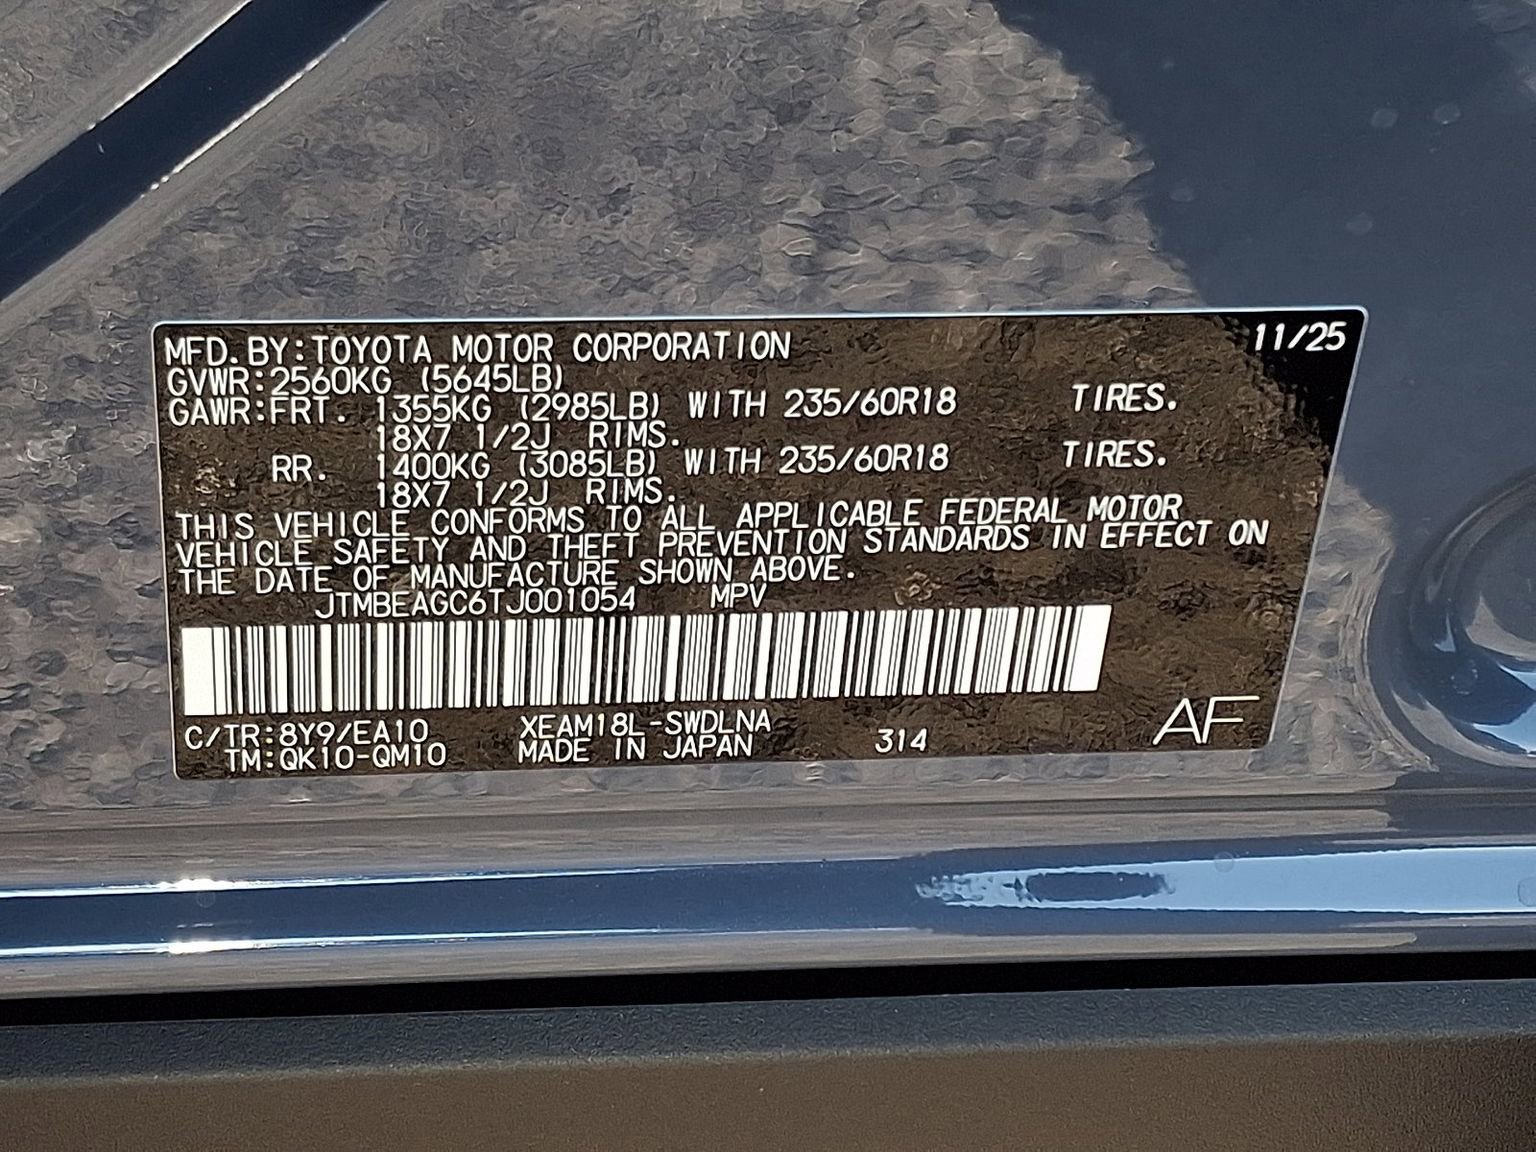 MFD.BY:TOYOTA MOTOR CORPORATION 11/25
GVWR:2560KG (5645LB)
GAWR:FRT. 1355KG (2985LB) WITH 235/60R18 TIRES.
18X7 1/2J RIMS.
RR. 1400KG (3085LB) WITH 235/60R18 TIRES.
18X7 1/2J RIMS.
THIS VEHICLE CONFORMS TO ALL APPLICABLE FEDERAL MOTOR
VEHICLE SAFETY AND THEFT PREVENTION STANDARDS IN EFFECT ON
THE DATE OF MANUFACTURE SHOWN ABOVE.
JTMBEAGC6TJ001054 MPV
C/TR:8Y9/EA10 XEAM18L-SWDLNA
TM:QK10-QM10 MADE IN JAPAN 314 AF